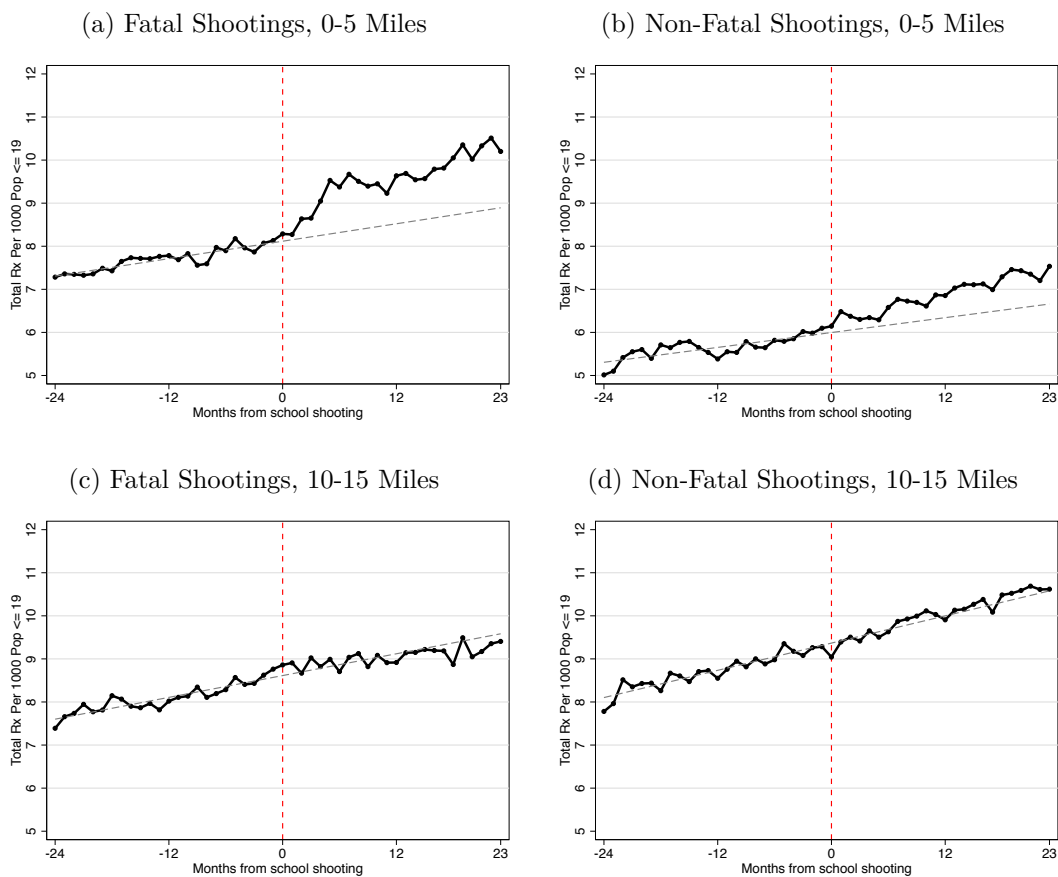 (a) Fatal Shootings, 0-5 Miles
Total Rx Per 1000 Pop <= 19
5 6 7 8 9 10 11 12
-24 -12 0 12 23
Months from school shooting
(b) Non-Fatal Shootings, 0-5 Miles
Total Rx Per 1000 Pop <= 19
5 6 7 8 9 10 11 12
-24 -12 0 12 23
Months from school shooting
(c) Fatal Shootings, 10-15 Miles
Total Rx Per 1000 Pop <= 19
5 6 7 8 9 10 11 12
-24 -12 0 12 23
Months from school shooting
(d) Non-Fatal Shootings, 10-15 Miles
Total Rx Per 1000 Pop <= 19
5 6 7 8 9 10 11 12
-24 -12 0 12 23
Months from school shooting